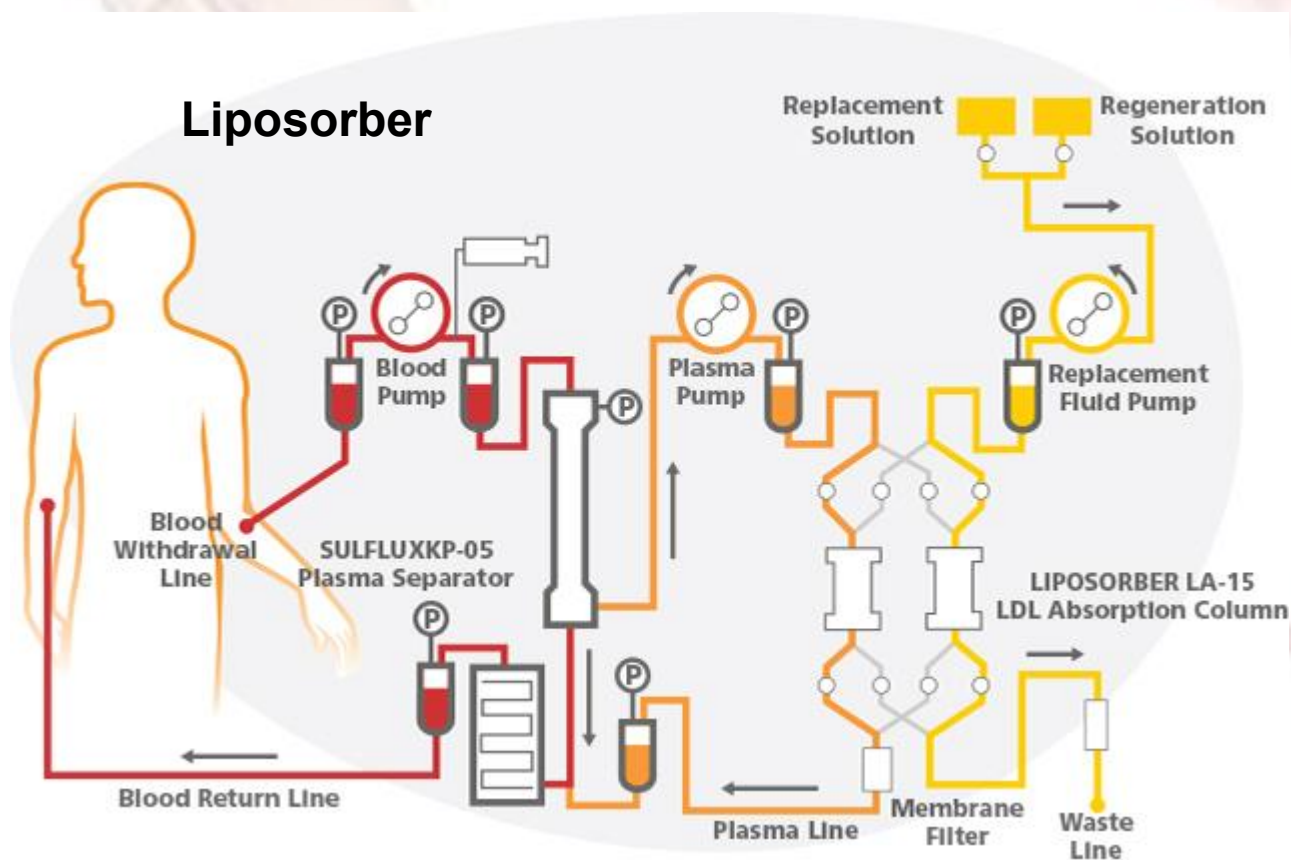 Liposorber
Replacement
Solution
Regeneration
Solution
P
P
P
P
P
Blood
Pump
Plasma
Pump
Replacement
Fluid Pump
Blood
Withdrawal
Line
SULFLUXKP-05
Plasma Separator
LIPOSORBER LA-15
LDL Absorption Column
P
P
Blood Return Line
Plasma Line
Membrane
Filter
Waste
Line